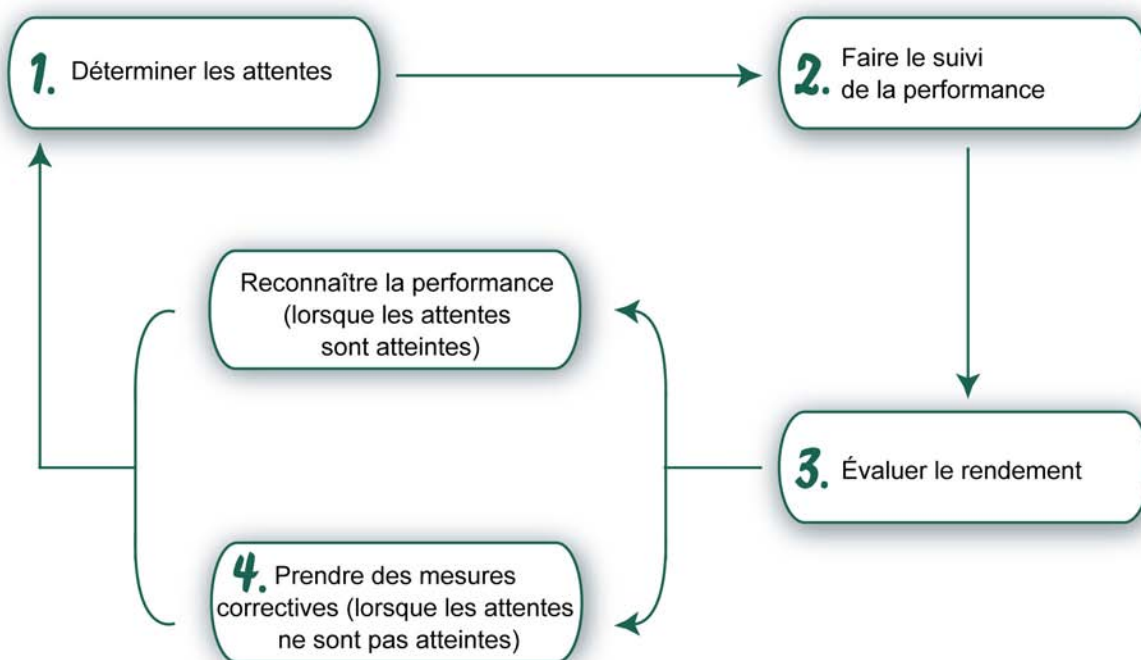 1. Déterminer les attentes
2. Faire le suivi
de la performance
Reconnaître la performance
(lorsque les attentes
sont atteintes)
3. Évaluer le rendement
4. Prendre des mesures
correctives (lorsque les attentes
ne sont pas atteintes)